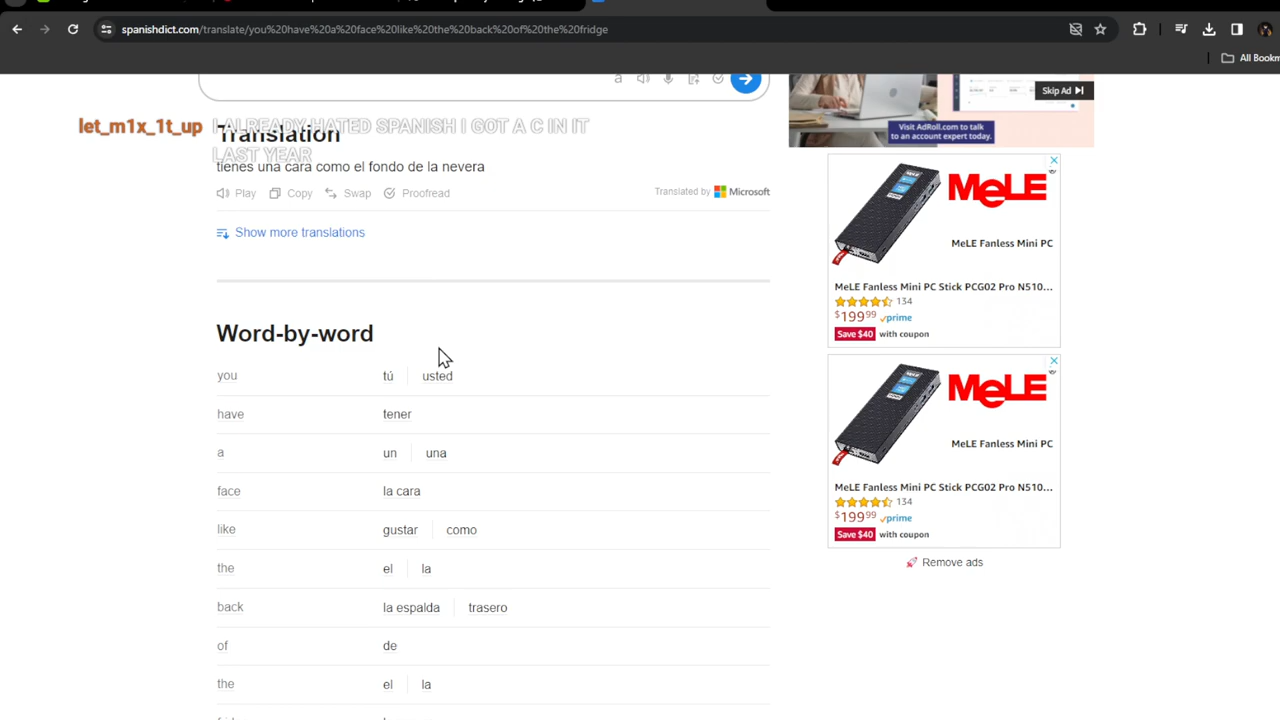 spanishdict.com/translate/you%20have%20a%20face%20like%20the%20back%20of%20the%20fridge
All Bookm
let_m1x_1t_up I ALREADY HATED SPANISH I GOT A C IN IT
LAST YEAR
Translation
tienes una cara como el fondo de la nevera
Play Copy Swap Proofread
Translated by Microsoft
Show more translations
Word-by-word
you tú usted
have tener
a un una
face la cara
like gustar como
the el la
back la espalda trasero
of de
the el la
Skip Ad
Visit AdRoll.com to talk
to an account expert today.
MeLE
MeLE Fanless Mini PC
MeLE Fanless Mini PC Stick PCG02 Pro N510...
134
$199.99 prime
Save $40 with coupon
MeLE
MeLE Fanless Mini PC
MeLE Fanless Mini PC Stick PCG02 Pro N510...
134
$199.99 prime
Save $40 with coupon
Remove ads